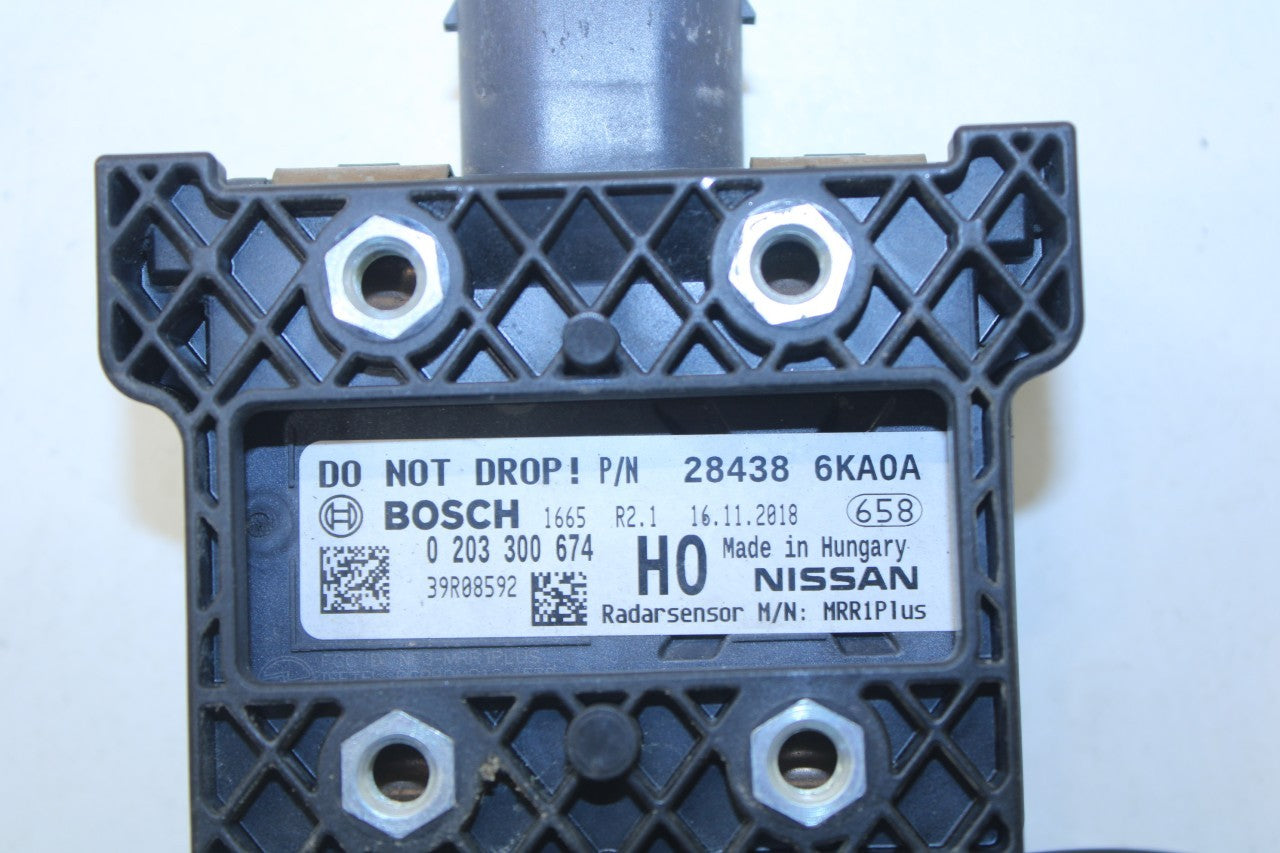 DO NOT DROP! P/N 28438 6KA0A
BOSCH 1665 R2.1 16.11.2018 658
0 203 300 674 H0 Made in Hungary
39R08592 NISSAN
Radarsensor M/N: MRR1Plus